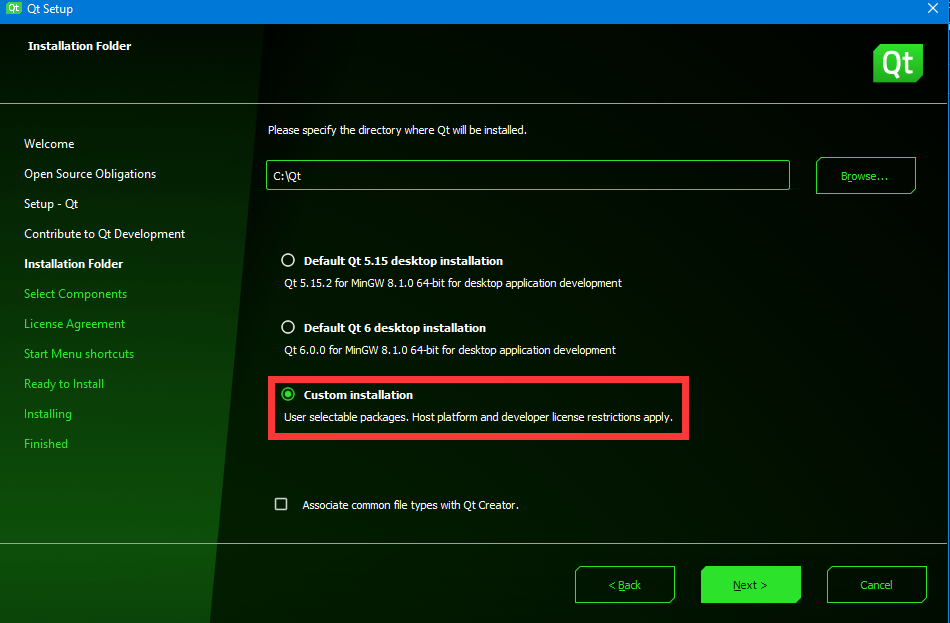 Qt Qt Setup
Installation Folder
Qt
Please specify the directory where Qt will be installed.
C:\Qt
Browse...
Welcome
Open Source Obligations
Setup - Qt
Contribute to Qt Development
Installation Folder
Select Components
License Agreement
Start Menu shortcuts
Ready to Install
Installing
Finished
Default Qt 5.15 desktop installation
Qt 5.15.2 for MinGW 8.1.0 64-bit for desktop application development
Default Qt 6 desktop installation
Qt 6.0.0 for MinGW 8.1.0 64-bit for desktop application development
Custom installation
User selectable packages. Host platform and developer license restrictions apply.
Associate common file types with Qt Creator.
< Back
Next >
Cancel